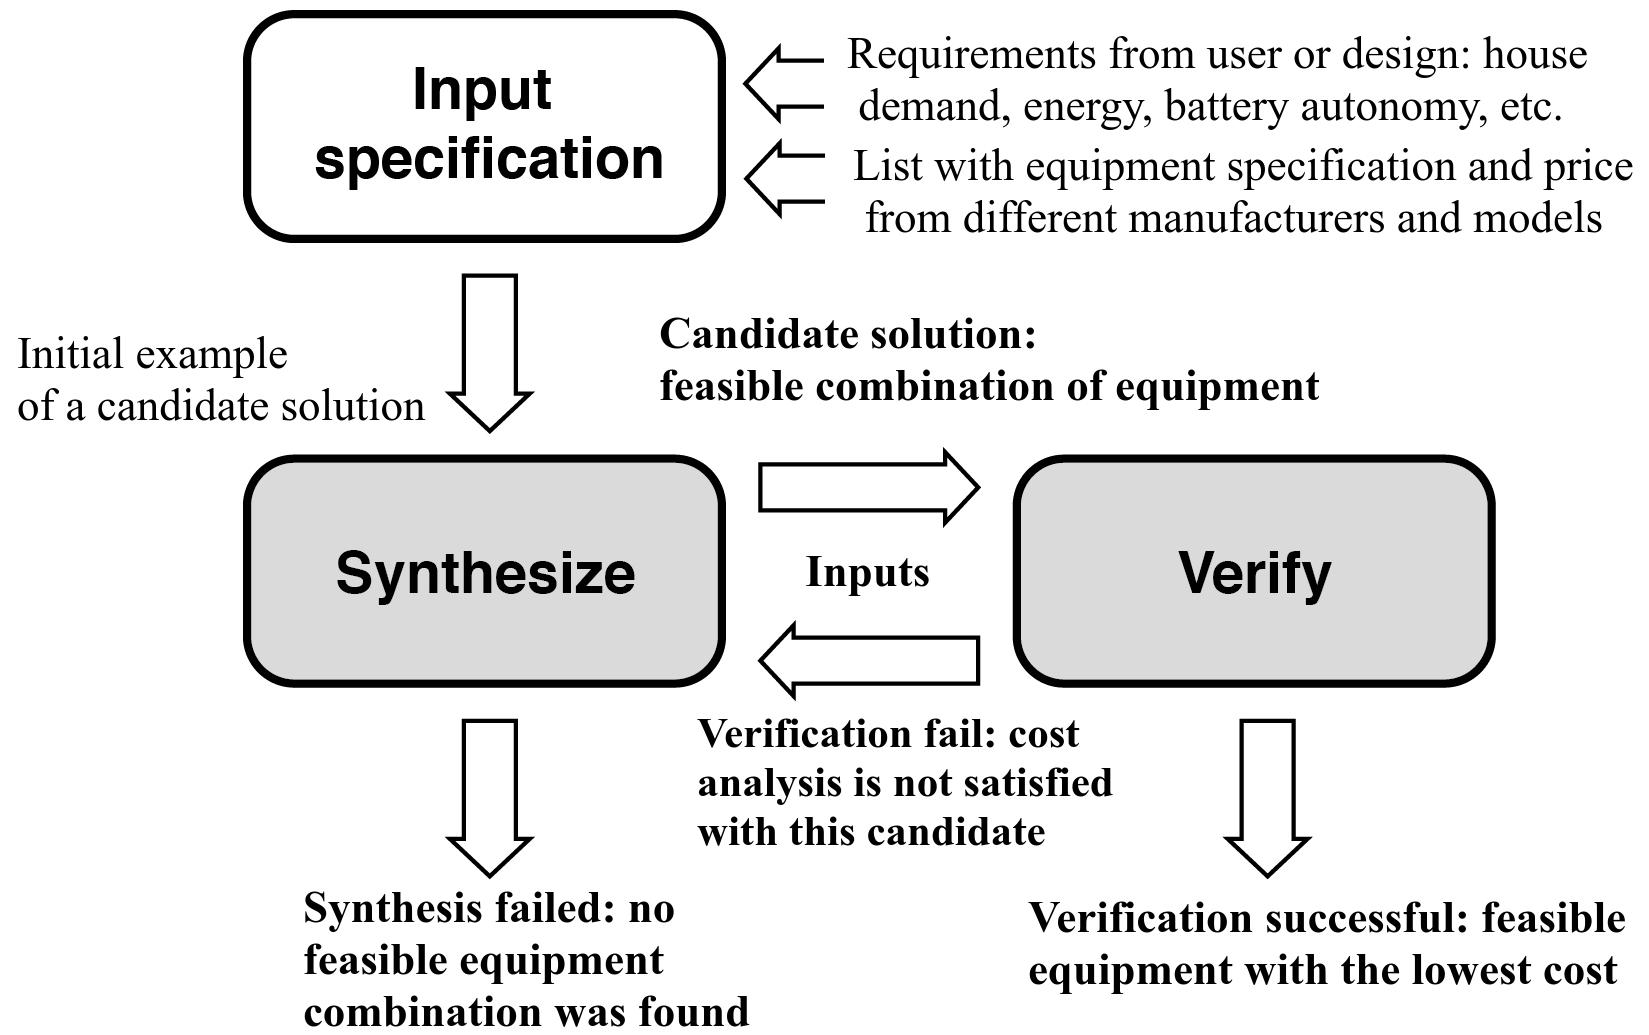 Input
specification
Requirements from user or design: house
demand, energy, battery autonomy, etc.
List with equipment specification and price
from different manufacturers and models
Initial example
of a candidate solution
Candidate solution:
feasible combination of equipment
Synthesize
Inputs
Verify
Verification fail: cost
analysis is not satisfied
with this candidate
Synthesis failed: no
feasible equipment
combination was found
Verification successful: feasible
equipment with the lowest cost